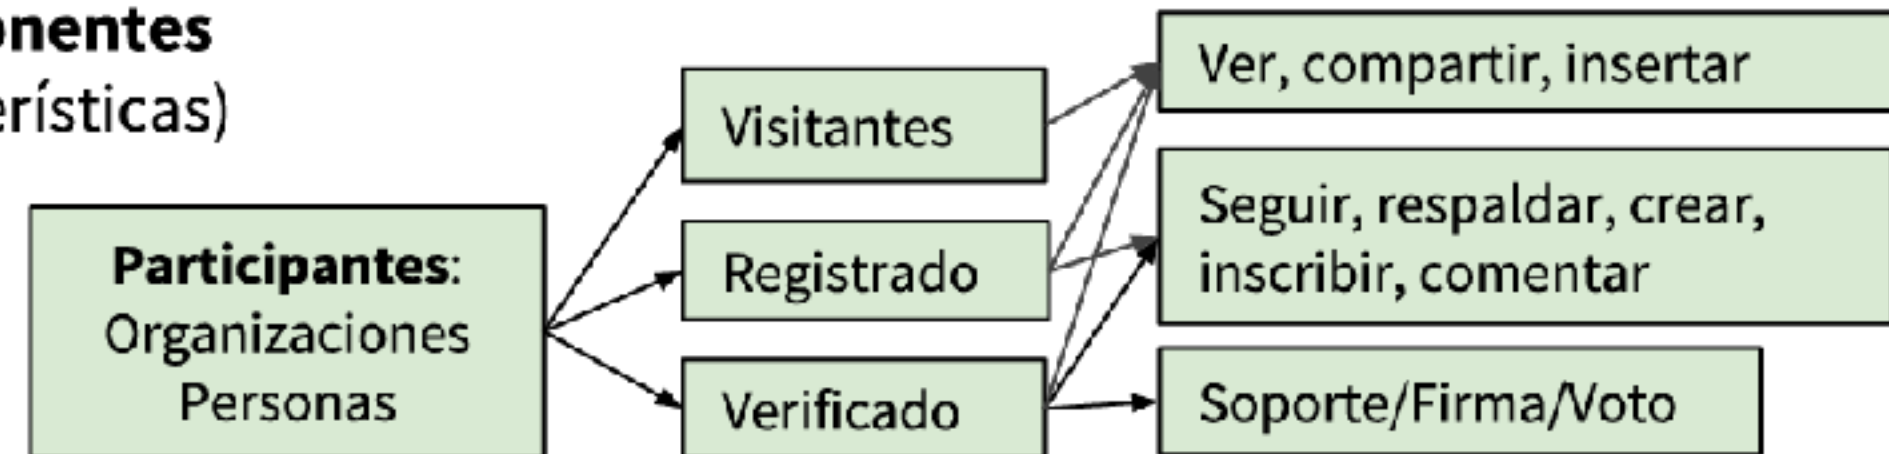 onentes
erísticas)
Participantes:
Organizaciones
Personas
Visitantes
Registrado
Verificado
Ver, compartir, insertar
Seguir, respaldar, crear,
inscribir, comentar
Soporte/Firma/Voto